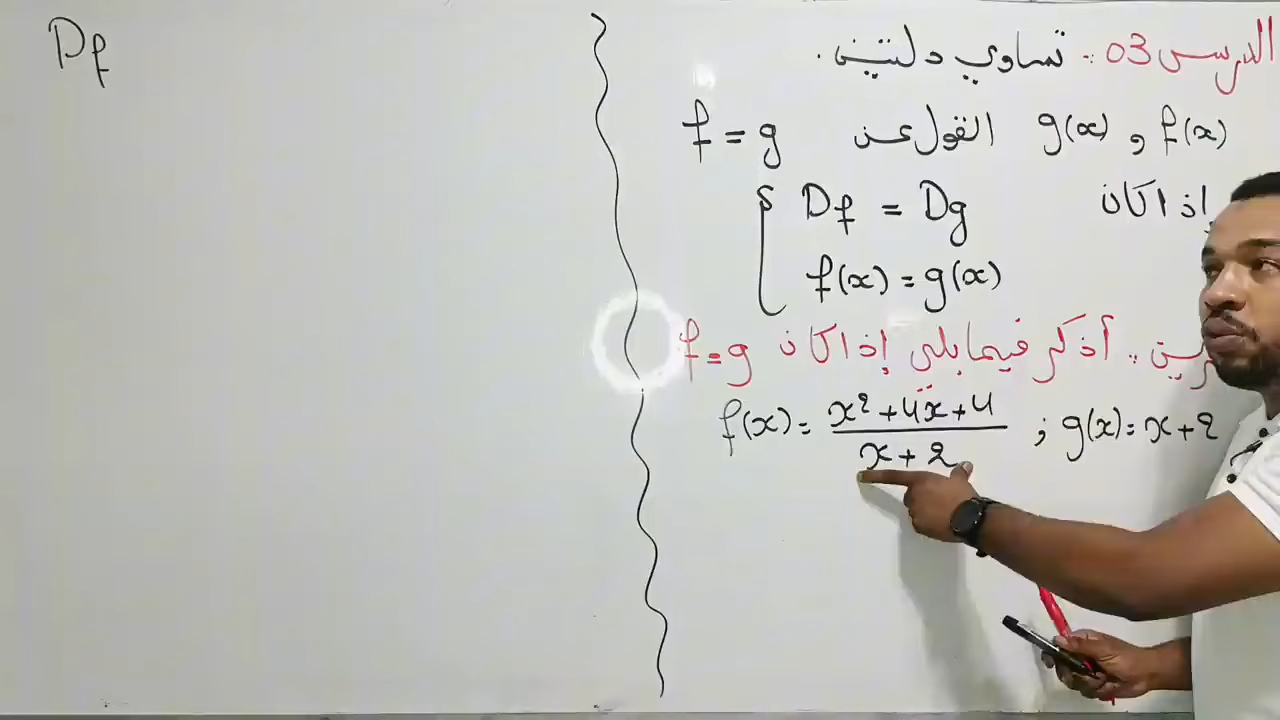 الدرس 03 : تساوي دلتين .
f(x) و g(x) القول عن f = g
إذا كان Df = Dg
f(x) = g(x)
أذكر فيما يلي إذا كان f = g
f(x) = (x² + 4x + 4) / (x + 2) ; g(x) = x + 2
Df